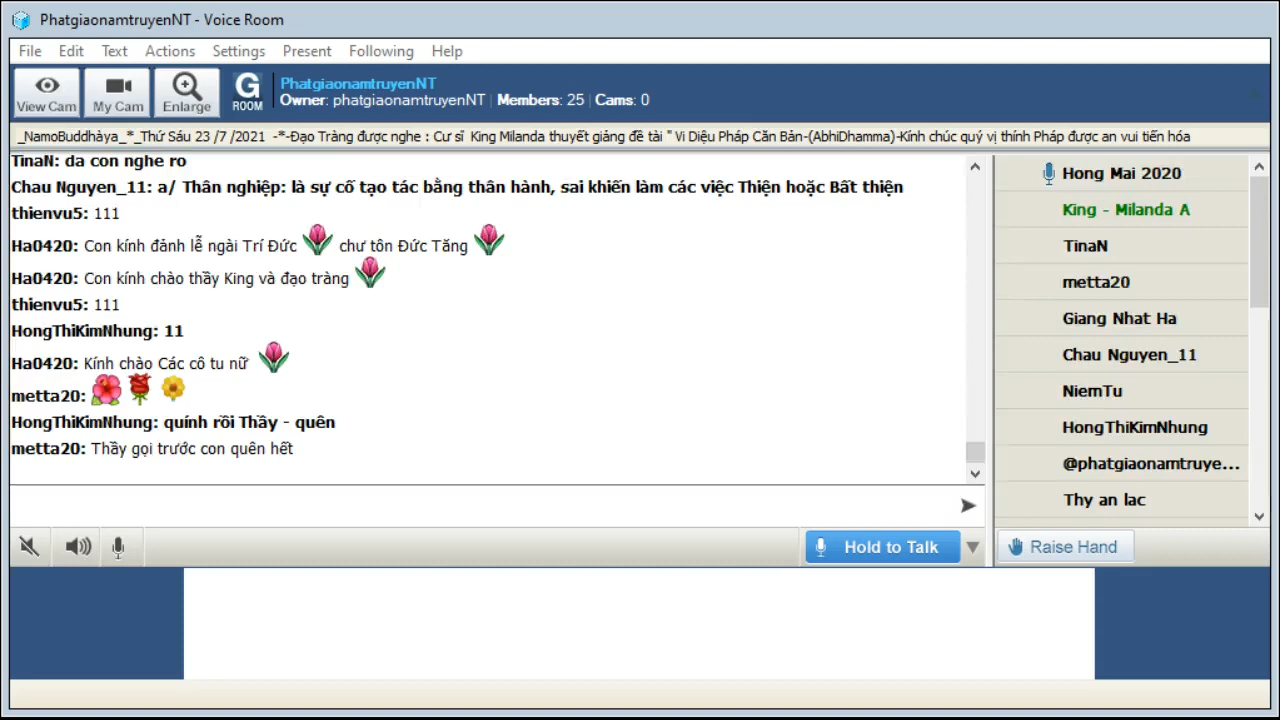 PhatgiaonamtruyenNT - Voice Room
File Edit Text Actions Settings Present Following Help
View Cam My Cam Enlarge
G ROOM
PhatgiaonamtruyenNT
Owner: phatgiaonamtruyenNT | Members: 25 | Cams: 0
_NamoBuddhàya_*_Thứ Sáu 23 /7 /2021 -*-Đạo Tràng được nghe : Cư sĩ King Milanda thuyết giảng đề tài " Vi Diệu Pháp Căn Bản-(AbhiDhamma)-Kính chúc quý vị thính Pháp được an vui tiến hóa
TinaN: da con nghe ro
Chau Nguyen_11: a/ Thân nghiệp: là sự cố tạo tác bằng thân hành, sai khiến làm các việc Thiện hoặc Bất thiện
thienvu5: 111
Ha0420: Con kính đảnh lễ ngài Trí Đức chư tôn Đức Tăng
Ha0420: Con kính chào thầy King và đạo tràng
thienvu5: 111
HongThiKimNhung: 11
Ha0420: Kính chào Các cô tu nữ
metta20:
HongThiKimNhung: quính rồi Thầy - quên
metta20: Thầy gọi trước con quên hết
Hong Mai 2020
King - Milanda A
TinaN
metta20
Giang Nhat Ha
Chau Nguyen_11
NiemTu
HongThiKimNhung
@phatgiaonamtruye...
Thy an lac
Hold to Talk
Raise Hand